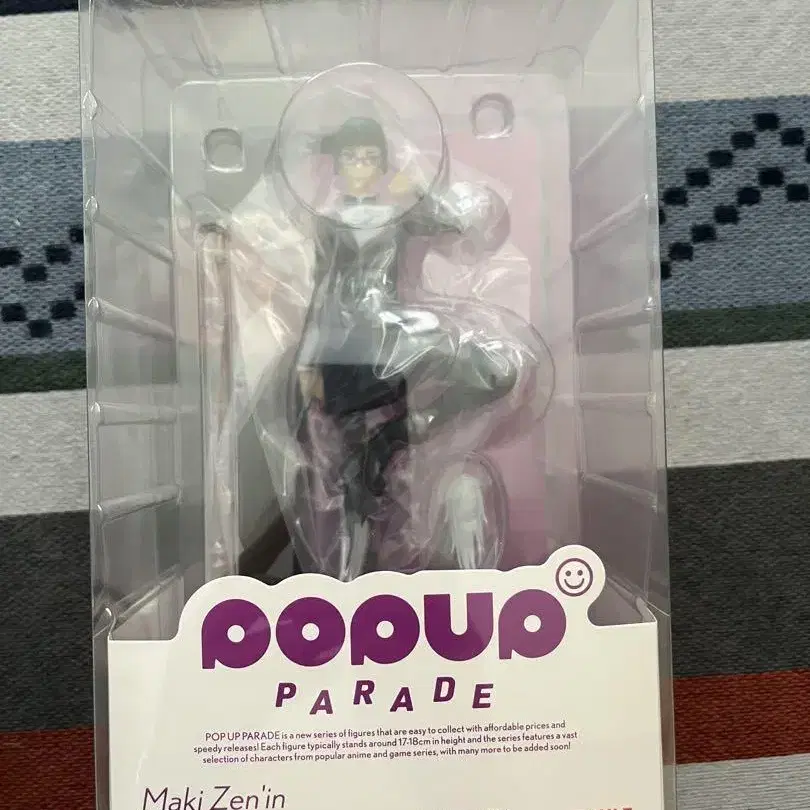 POPUP
PARADE
POP UP PARADE is a new series of figures that are easy to collect with affordable prices and
speedy releases! Each figure typically stands around 17-18cm in height and the series features a vast
selection of characters from popular anime and game series, with many more to be added soon!
Maki Zen'in